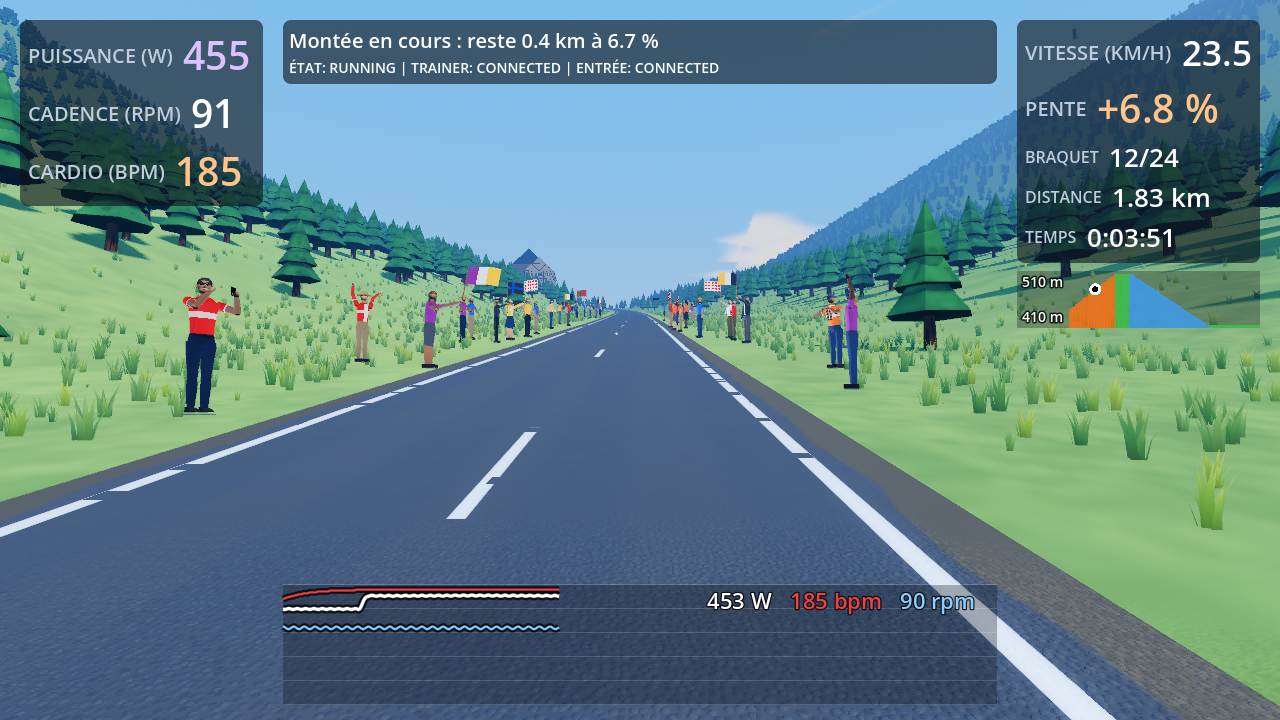 PUISSANCE (W) 455
CADENCE (RPM) 91
CARDIO (BPM) 185
Montée en cours : reste 0.4 km à 6.7 %
ÉTAT: RUNNING | TRAINER: CONNECTED | ENTRÉE: CONNECTED
VITESSE (KM/H) 23.5
PENTE +6.8 %
BRAQUET 12/24
DISTANCE 1.83 km
TEMPS 0:03:51
510 m
410 m
453 W 185 bpm 90 rpm